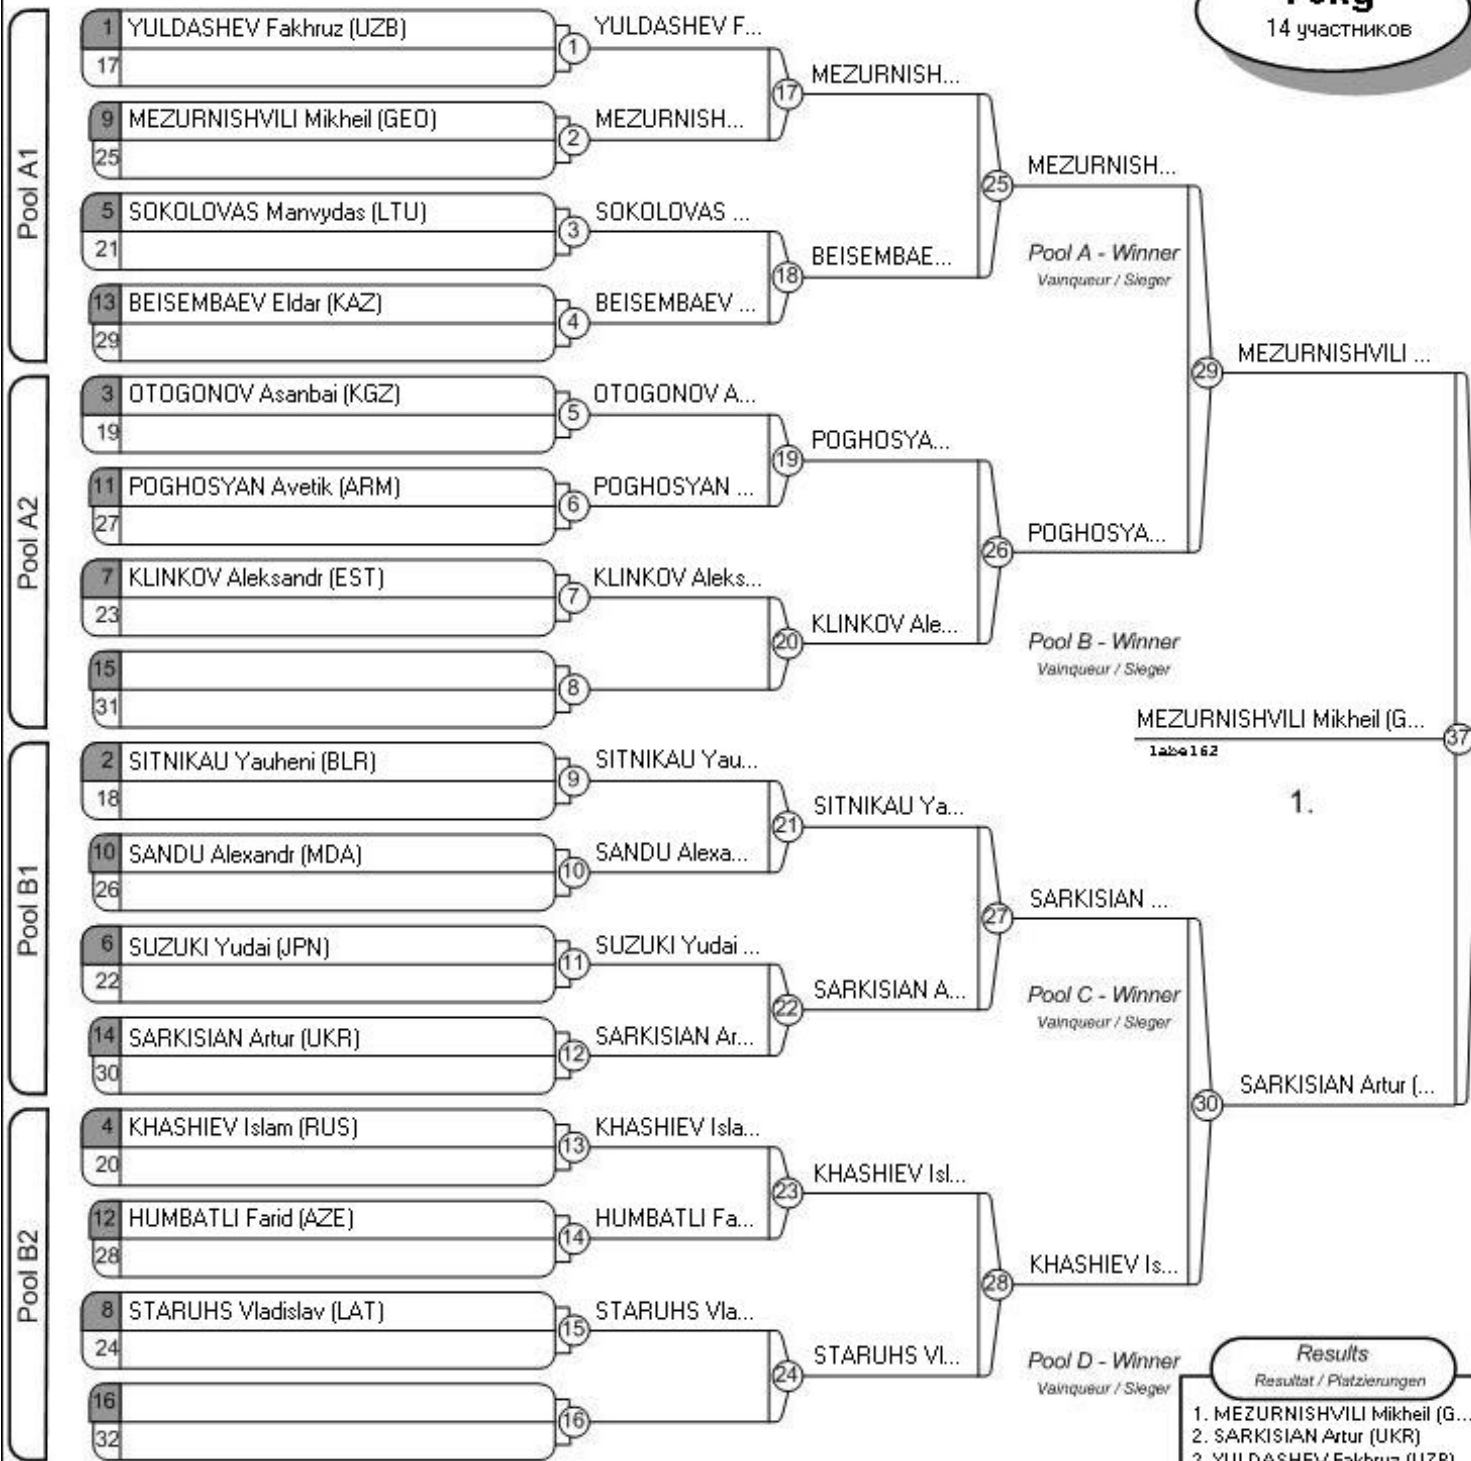 14 участников
Pool A1
1 YULDASHEV Fakhruz (UZB)
17
1
YULDASHEV F...
9 MEZURNISHVILI Mikheil (GEO)
25
2
MEZURNISH...
17
MEZURNISH...
5 SOKOLOVAS Manvydas (LTU)
21
3
SOKOLOVAS ...
13 BEISEMBAEV Eldar (KAZ)
29
4
BEISEMBAEV ...
18
BEISEMBAE...
25
MEZURNISH...
Pool A - Winner
Vainqueur / Sieger
Pool A2
3 OTOGONOV Asanbai (KGZ)
19
5
OTOGONOV A...
11 POGHOSYAN Avetik (ARM)
27
6
POGHOSYAN ...
19
POGHOSYA...
7 KLINKOV Aleksandr (EST)
23
7
KLINKOV Aleks...
15
31
8
20
KLINKOV Ale...
26
POGHOSYA...
Pool B - Winner
Vainqueur / Sieger
29
MEZURNISHVILI ...
MEZURNISHVILI Mikheil (G...
37
label62
1.
Pool B1
2 SITNIKAU Yauheni (BLR)
18
9
SITNIKAU Yau...
10 SANDU Alexandr (MDA)
26
10
SANDU Alexa...
21
SITNIKAU Ya...
6 SUZUKI Yudai (JPN)
22
11
SUZUKI Yudai ...
14 SARKISIAN Artur (UKR)
30
12
SARKISIAN Ar...
22
SARKISIAN A...
27
SARKISIAN ...
Pool C - Winner
Vainqueur / Sieger
Pool B2
4 KHASHIEV Islam (RUS)
20
13
KHASHIEV Isla...
12 HUMBATLI Farid (AZE)
28
14
HUMBATLI Fa...
23
KHASHIEV Isl...
8 STARUHS Vladislav (LAT)
24
15
STARUHS Vla...
16
32
16
24
STARUHS Vl...
28
KHASHIEV Is...
Pool D - Winner
Vainqueur / Sieger
30
SARKISIAN Artur (...
Results
Resultat / Platzierungen
1. MEZURNISHVILI Mikheil (G...
2. SARKISIAN Artur (UKR)
YULDASHEV Fakhruz (UZB)